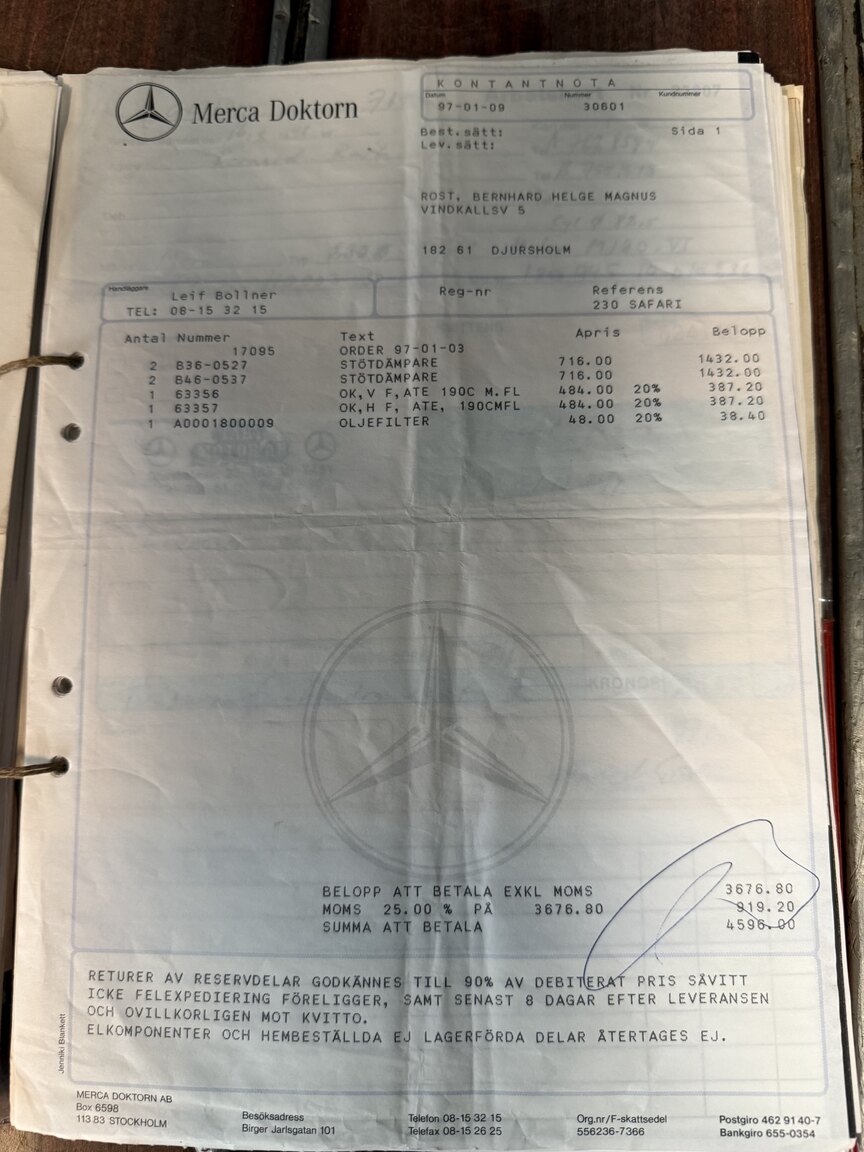 Merca Doktorn
KONTANTNOTA
Datum Nummer Kundnummer
97-01-09 30601
Best.sätt: Sida 1
Lev.sätt:
ROST, BERNHARD HELGE MAGNUS
VINDKALLSV 5
182 61 DJURSHOLM
Handläggare
Leif Bollner Reg-nr Referens
TEL: 08-15 32 15 230 SAFARI
Antal Nummer Text Apris Belopp
17095 ORDER 97-01-03
2 B36-0527 STÖTDÄMPARE 716.00 1432.00
2 B46-0537 STÖTDÄMPARE 716.00 1432.00
1 63356 OK,V F,ATE 190C M.FL 484.00 20% 387.20
1 63357 OK,H F, ATE, 190CMFL 484.00 20% 387.20
1 A0001800009 OLJEFILTER 48.00 20% 38.40
BELOPP ATT BETALA EXKL MOMS 3676.80
MOMS 25.00 % PÅ 3676.80 919.20
SUMMA ATT BETALA 4596.00
RETURER AV RESERVDELAR GODKÄNNES TILL 90% AV DEBITERAT PRIS SÅVITT
ICKE FELEXPEDIERING FÖRELIGGER, SAMT SENAST 8 DAGAR EFTER LEVERANSEN
OCH OVILLKORLIGEN MOT KVITTO.
ELKOMPONENTER OCH HEMBESTÄLLDA EJ LAGERFÖRDA DELAR ÅTERTAGES EJ.
Jenniki Blankett
MERCA DOKTORN AB
Box 6598
113 83 STOCKHOLM
Besöksadress
Birger Jarlsgatan 101
Telefon 08-15 32 15
Telefax 08-15 26 25
Org.nr/F-skattsedel
556236-7366
Postgiro 462 91 40-7
Bankgiro 655-0354